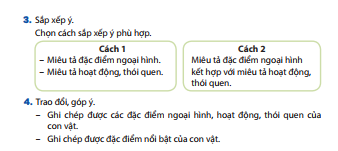 3. Sắp xếp ý.
Chọn cách sắp xếp ý phù hợp.
Cách 1
– Miêu tả đặc điểm ngoại hình.
– Miêu tả hoạt động, thói quen.
Cách 2
Miêu tả đặc điểm ngoại hình
kết hợp với miêu tả hoạt động,
thói quen.
4. Trao đổi, góp ý.
– Ghi chép được các đặc điểm ngoại hình, hoạt động, thói quen của
con vật.
– Ghi chép được đặc điểm nổi bật của con vật.